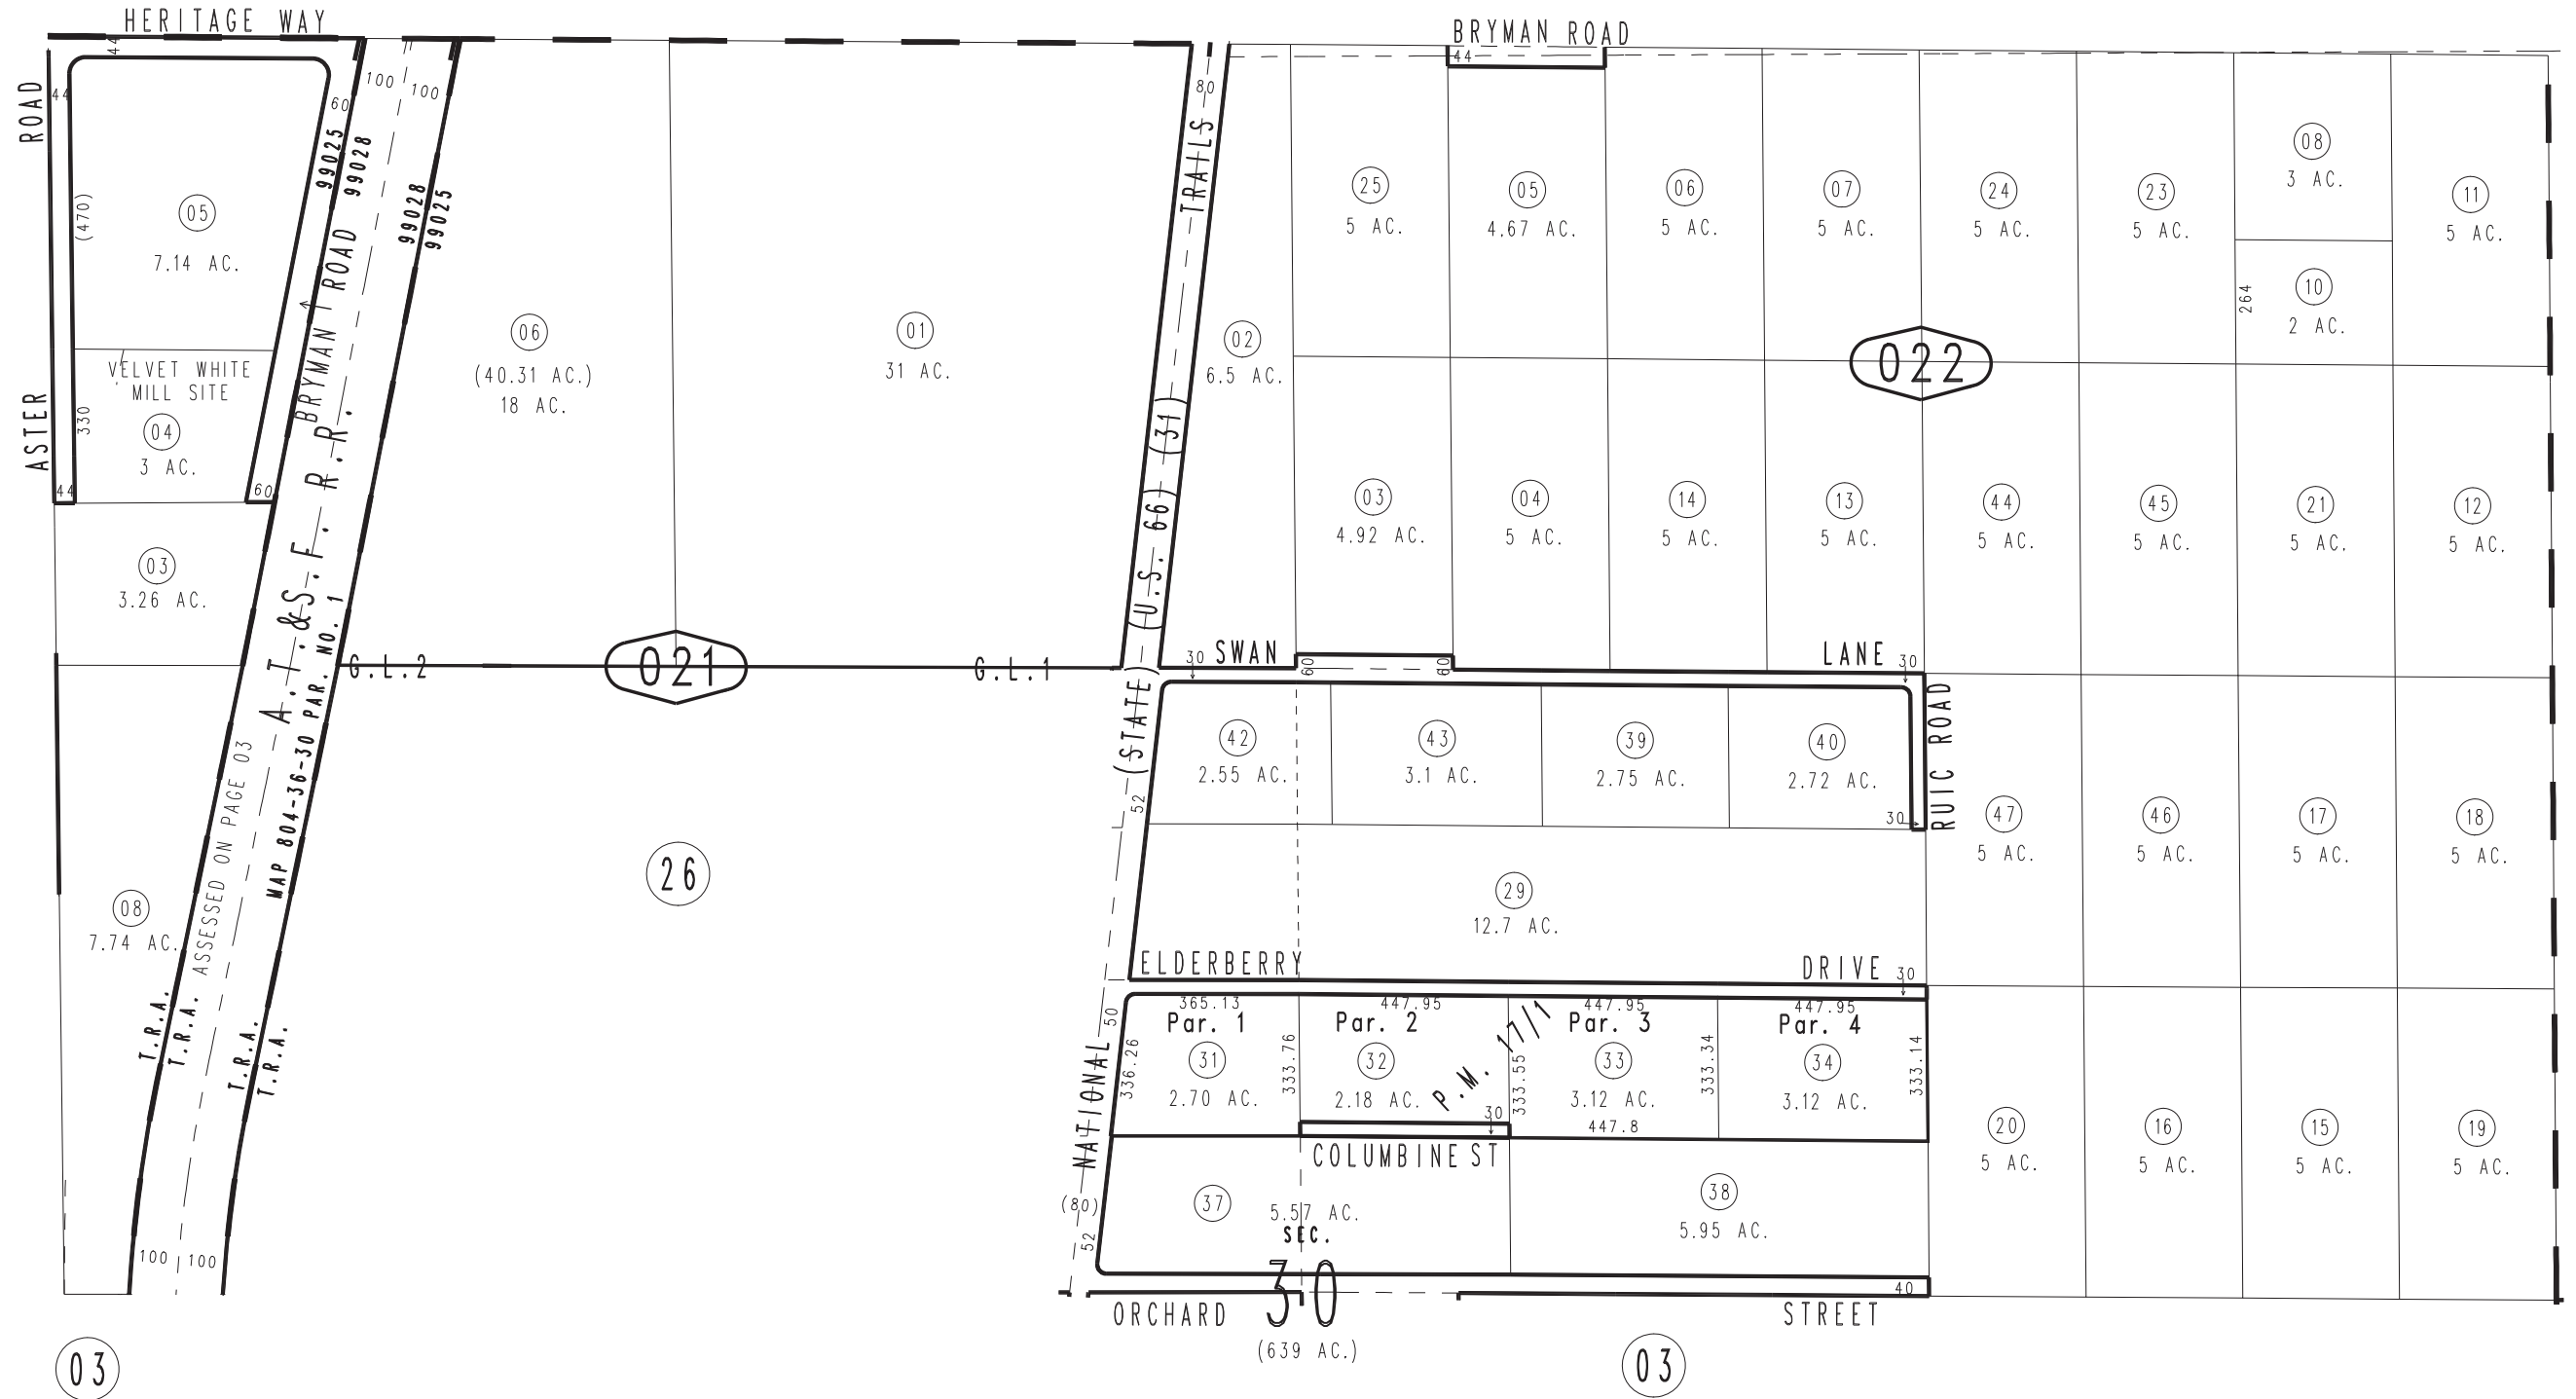 HERITAGE WAY
BRYMAN ROAD
ROAD
ASTER
44
44
60
100
100
99025
99028
99028
99025
80
TRAILS
44
(470)
05
7.14 AC.
VELVET WHITE
MILL SITE
330
04
3 AC.
44
60
03
3.26 AC.
BRYMAN ROAD
A.T.&S.F. R.R.
06
(40.31 AC.)
18 AC.
01
31 AC.
(31)
(U.S. 66)
02
6.5 AC.
25
5 AC.
05
4.67 AC.
06
5 AC.
07
5 AC.
24
5 AC.
23
5 AC.
08
3 AC.
11
5 AC.
264
10
2 AC.
022
03
4.92 AC.
04
5 AC.
14
5 AC.
13
5 AC.
44
5 AC.
45
5 AC.
21
5 AC.
12
5 AC.
G.L.2
021
G.L.1
30
SWAN
60
60
LANE
30
RUIC ROAD
(STATE)
52
42
2.55 AC.
43
3.1 AC.
39
2.75 AC.
40
2.72 AC.
30
47
5 AC.
46
5 AC.
17
5 AC.
18
5 AC.
MAP 804-36-30 PAR. NO. 1
ASSESSED ON PAGE 03
26
08
7.74 AC.
29
12.7 AC.
ELDERBERRY
DRIVE
30
T.R.A.
T.R.A.
T.R.A.
T.R.A.
50
NATIONAL
336.26
365.13
Par. 1
31
2.70 AC.
333.76
447.95
Par. 2
32
2.18 AC.
P.M. 17/1
30
333.55
447.95
Par. 3
33
3.12 AC.
447.8
333.34
447.95
Par. 4
34
3.12 AC.
333.14
COLUMBINE ST
20
5 AC.
16
5 AC.
15
5 AC.
19
5 AC.
(80)
52
37
5.57 AC.
38
5.95 AC.
SEC.
30
(639 AC.)
100
100
40
ORCHARD
STREET
03
03